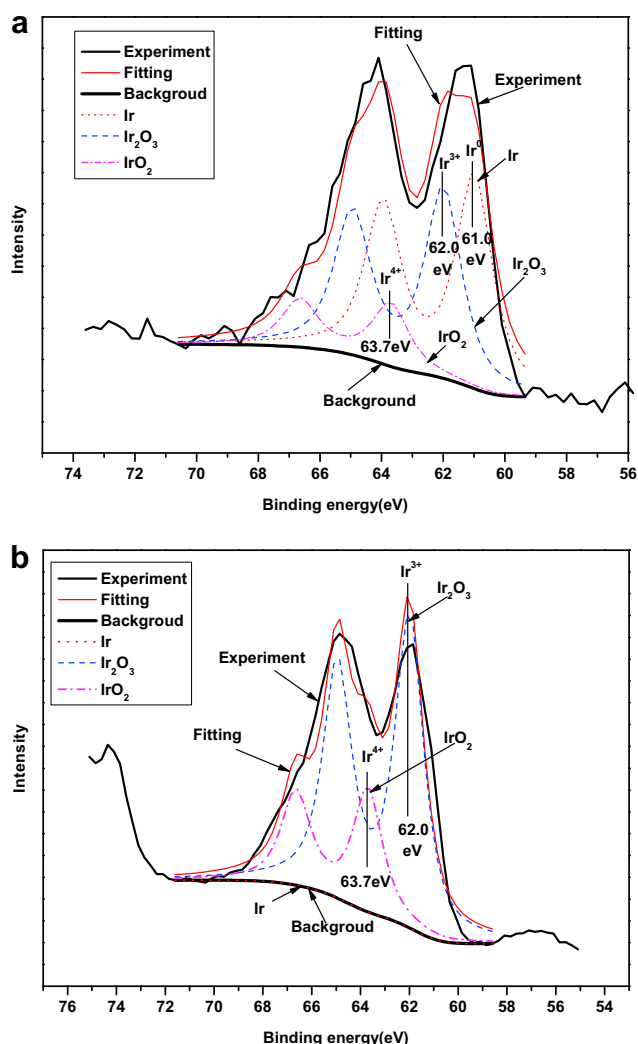 a
Experiment
Fitting
Backgroud
Ir
Ir₂O₃
IrO₂
Fitting
Experiment
Ir³⁺
Ir⁰
Ir
62.0
eV
61.0
eV
Ir₂O₃
Ir⁴⁺
63.7eV
IrO₂
Background
Intensity
74 72 70 68 66 64 62 60 58 56
Binding energy(eV)
b
Experiment
Fitting
Backgroud
Ir
Ir₂O₃
IrO₂
Ir³⁺
Ir₂O₃
Experiment
Fitting
Ir⁴⁺
IrO₂
62.0
eV
63.7eV
Ir
Backgroud
Intensity
76 74 72 70 68 66 64 62 60 58 56 54
Binding energy(eV)